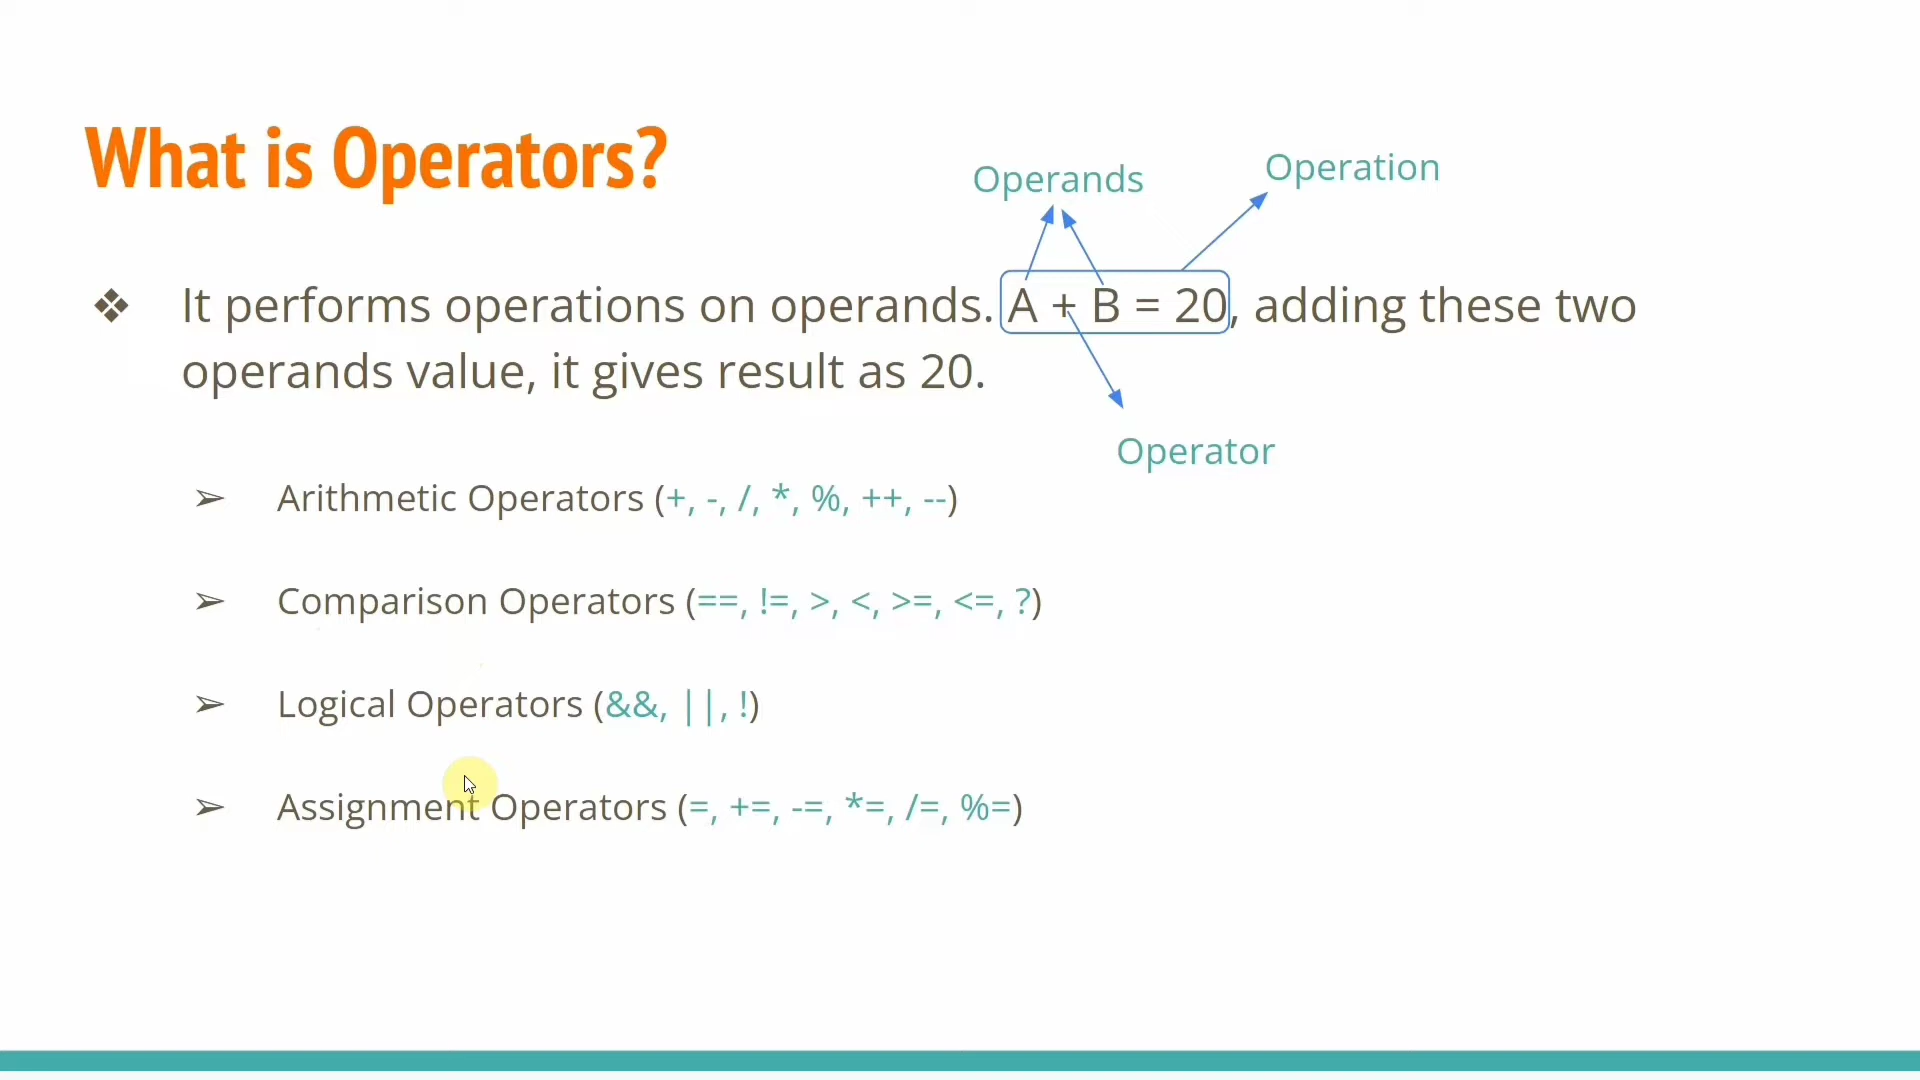 What is Operators?
Operands
Operation
❖ It performs operations on operands. A + B = 20, adding these two
operands value, it gives result as 20.
Operator
➢ Arithmetic Operators (+, -, /, *, %, ++, --)
➢ Comparison Operators (==, !=, >, <, >=, <=, ?)
➢ Logical Operators (&&, ||, !)
➢ Assignment Operators (=, +=, -=, *=, /=, %=)